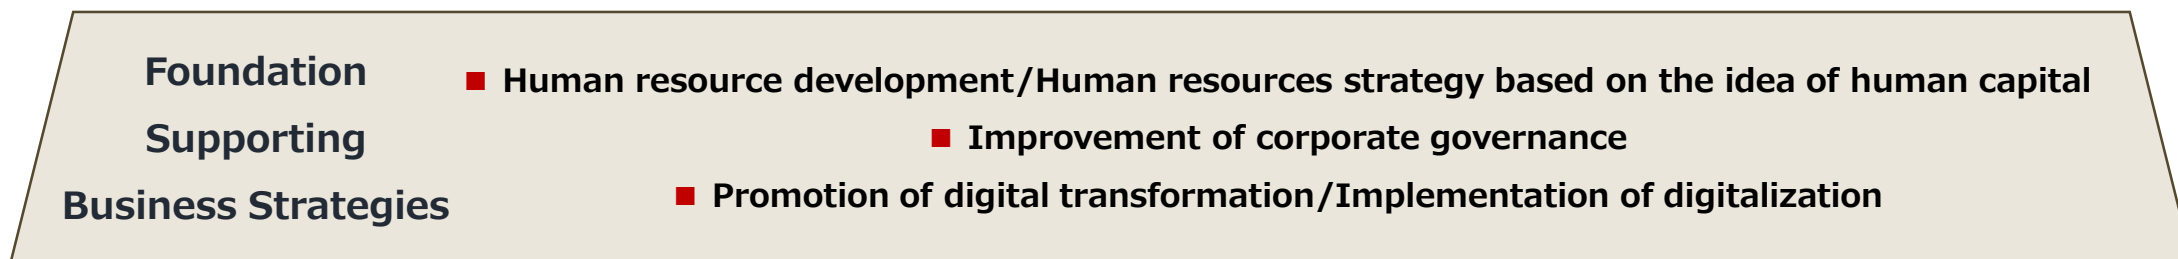 Foundation
Supporting
Business Strategies
■ Human resource development/Human resources strategy based on the idea of human capital
■ Improvement of corporate governance
■ Promotion of digital transformation/Implementation of digitalization